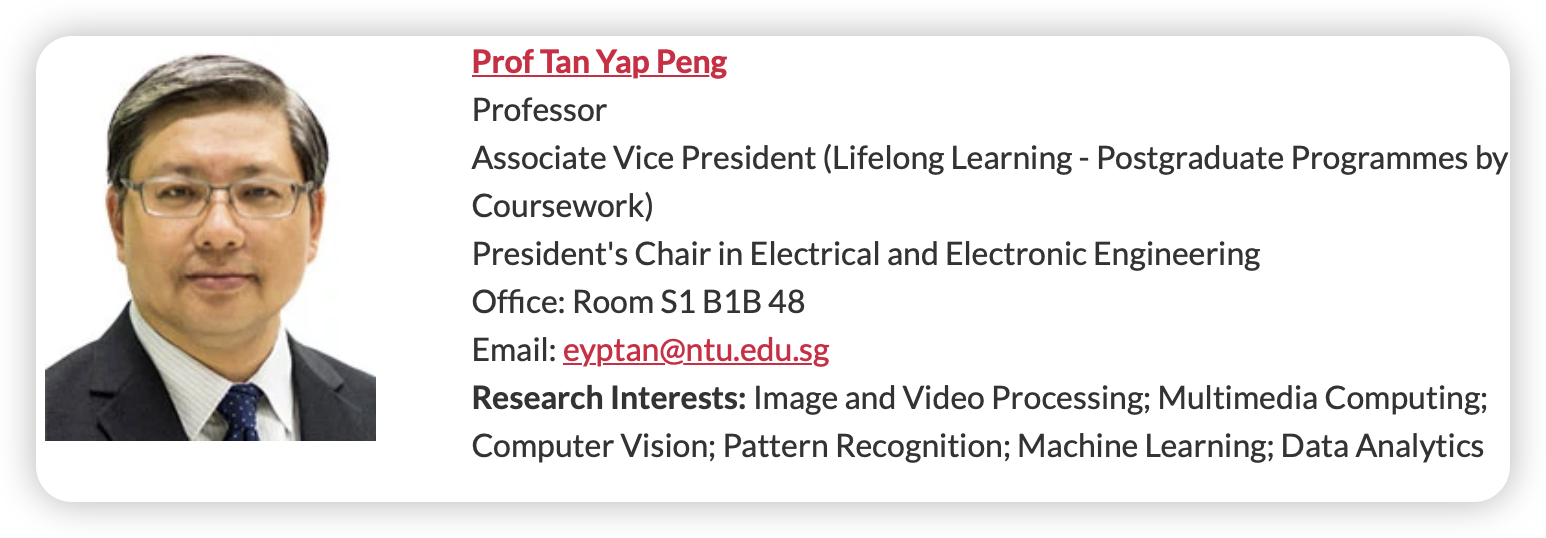 Prof Tan Yap Peng
Professor
Associate Vice President (Lifelong Learning - Postgraduate Programmes by
Coursework)
President's Chair in Electrical and Electronic Engineering
Office: Room S1 B1B 48
Email: eyptan@ntu.edu.sg
Research Interests: Image and Video Processing; Multimedia Computing;
Computer Vision; Pattern Recognition; Machine Learning; Data Analytics